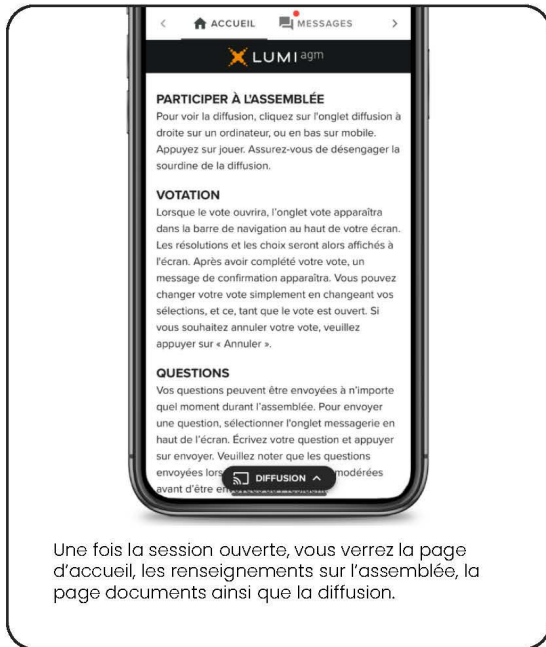 ACCUEIL MESSAGES
LUMI agm
PARTICIPER À L'ASSEMBLÉE
Pour voir la diffusion, cliquez sur l'onglet diffusion à
droite sur un ordinateur, ou en bas sur mobile.
Appuyez sur jouer. Assurez-vous de désengager la
sourdine de la diffusion.
VOTATION
Lorsque le vote ouvrira, l'onglet vote apparaîtra
dans la barre de navigation au haut de votre écran.
Les résolutions et les choix seront alors affichés à
l'écran. Après avoir complété votre vote, un
message de confirmation apparaîtra. Vous pouvez
changer votre vote simplement en changeant vos
sélections, et ce, tant que le vote est ouvert. Si
vous souhaitez annuler votre vote, veuillez
appuyer sur « Annuler ».
QUESTIONS
Vos questions peuvent être envoyées à n'importe
quel moment durant l'assemblée. Pour envoyer
une question, sélectionner l'onglet messagerie en
haut de l'écran. Écrivez votre question et appuyer
sur envoyer. Veuillez noter que les questions
envoyées modérées
DIFFUSION
avant d'être
Une fois la session ouverte, vous verrez la page
d'accueil, les renseignements sur l'assemblée, la
page documents ainsi que la diffusion.